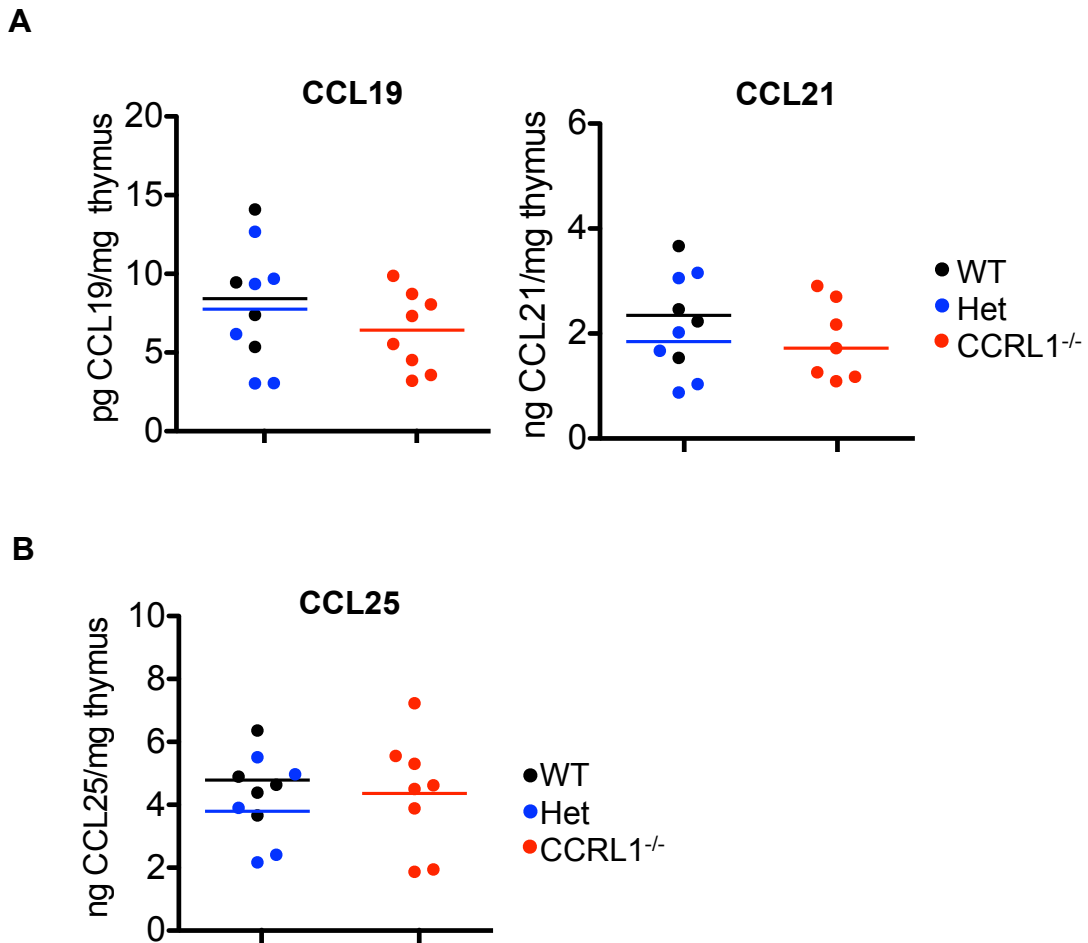 A
CCL19
pg CCL19/mg thymus
20
15
10
5
0
CCL21
ng CCL21/mg thymus
6
4
2
0
WT
Het
CCRL1-/-
B
CCL25
ng CCL25/mg thymus
10
8
6
4
2
0
WT
Het
CCRL1-/-